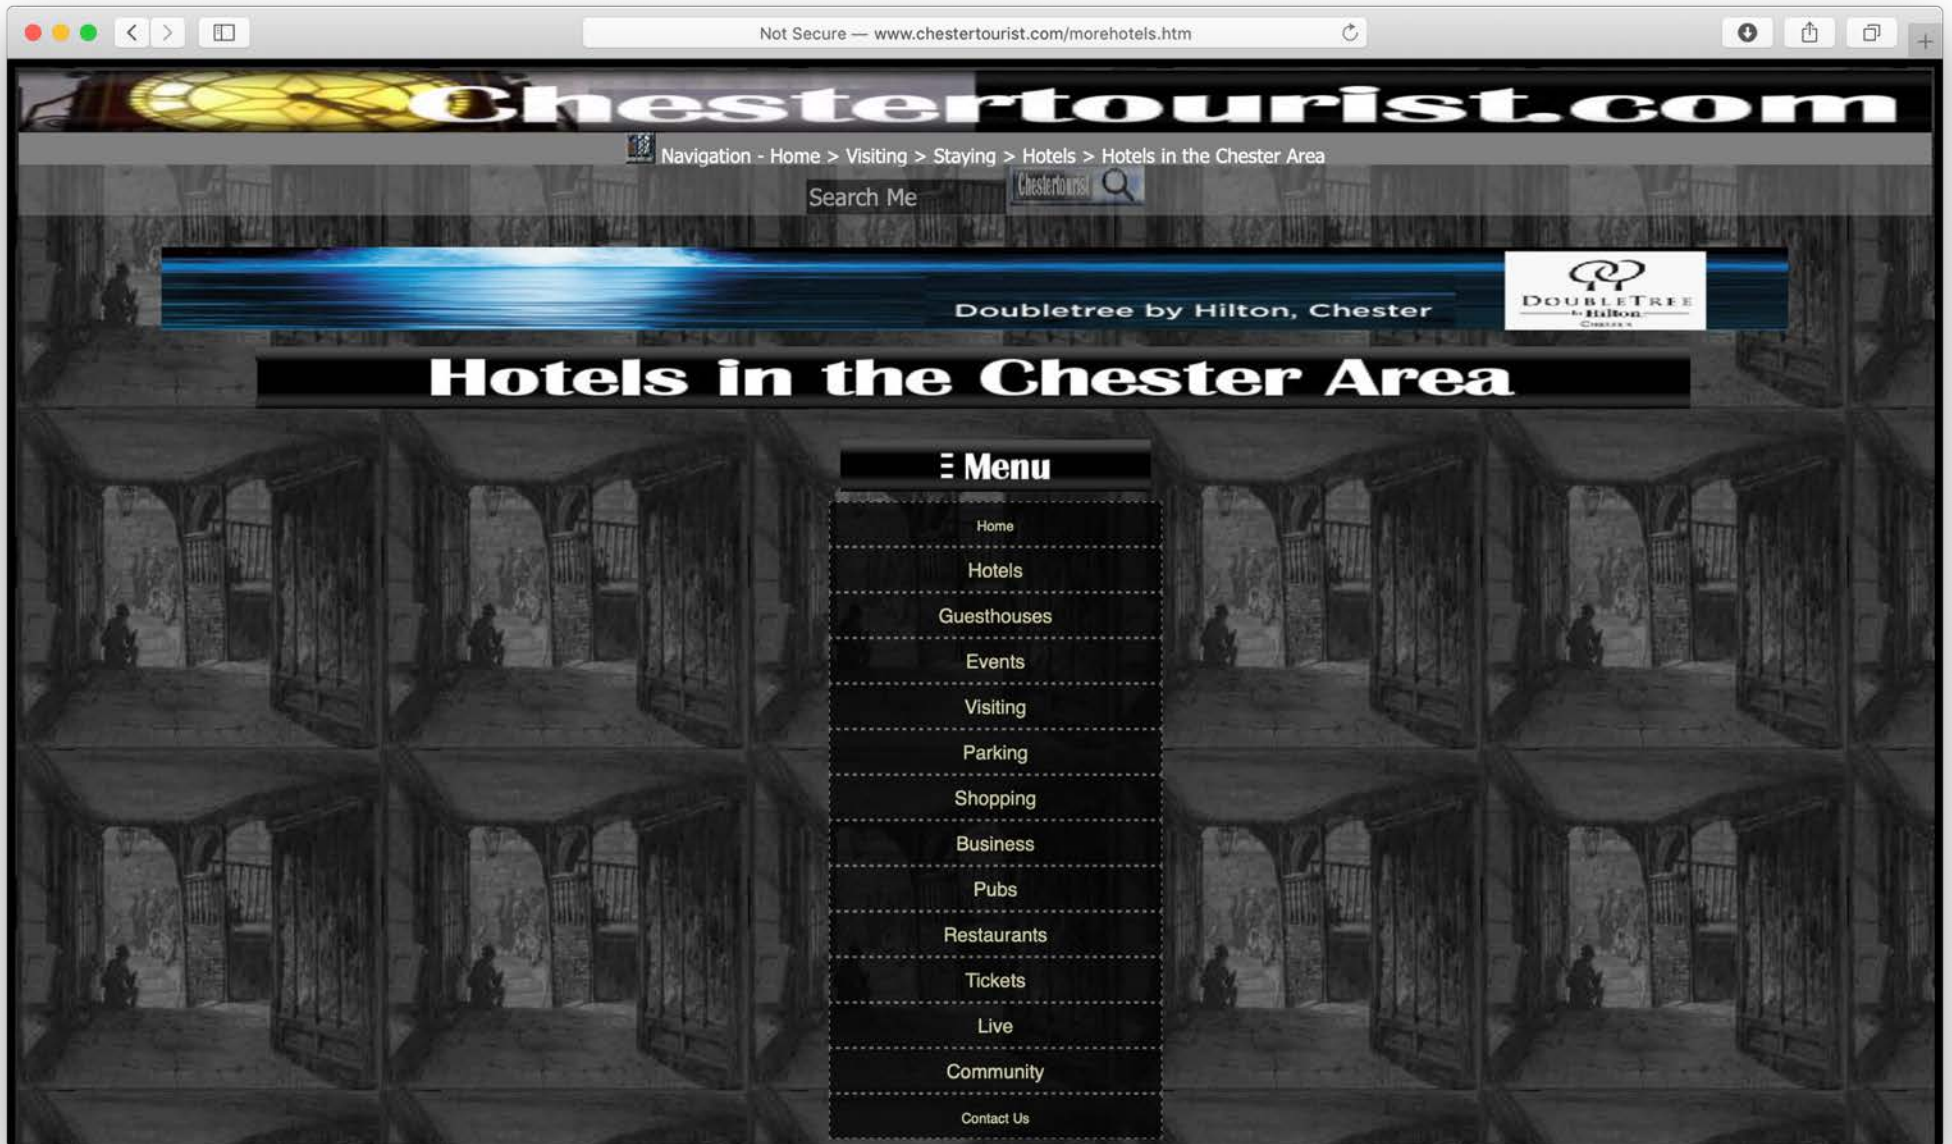 Not Secure — www.chestertourist.com/morehotels.htm
Chestertourist.com
Navigation - Home > Visiting > Staying > Hotels > Hotels in the Chester Area
Search Me
Chestertourist
Doubletree by Hilton, Chester
DOUBLETREE
by Hilton
CHESTER
Hotels in the Chester Area
Menu
Home
Hotels
Guesthouses
Events
Visiting
Parking
Shopping
Business
Pubs
Restaurants
Tickets
Live
Community
Contact Us